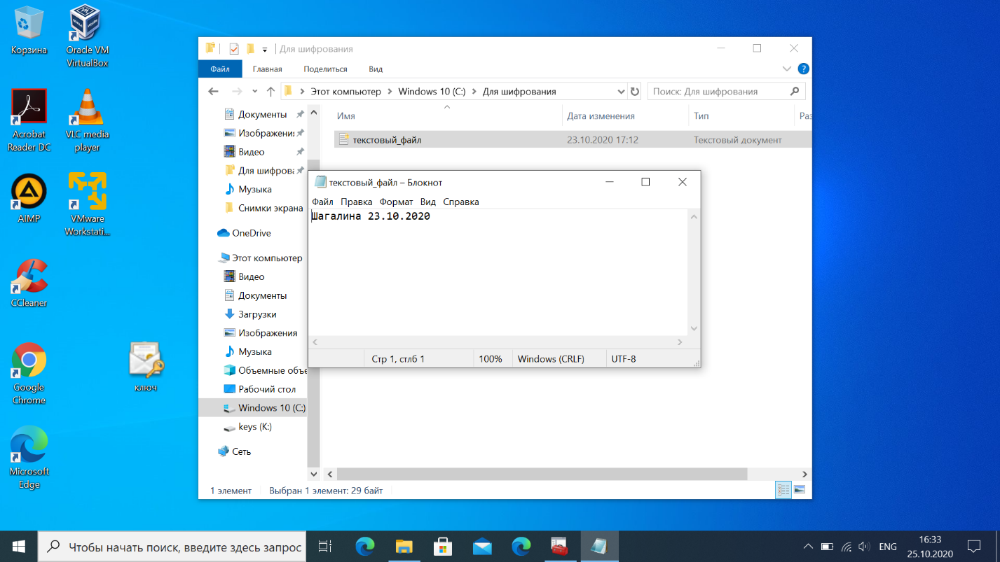 Корзина
Oracle VM
VirtualBox
Acrobat
Reader DC
VLC media
player
AIMP
VMware
Workstati...
CCleaner
Google
Chrome
ключ
Microsoft
Edge
Для шифрования
Файл
Главная
Поделиться
Вид
Этот компьютер
Windows 10 (C:)
Для шифрования
Поиск: Для шифрования
Документы
Изображени
Видео
Для шифрова
Музыка
Снимки экрана
OneDrive
Этот компьютер
Видео
Документы
Загрузки
Изображения
Музыка
Объемные объе
Рабочий стол
Windows 10 (C:)
keys (K:)
Сеть
Имя
Дата изменения
Тип
Раз
текстовый_файл
23.10.2020 17:12
Текстовый документ
текстовый_файл – Блокнот
Файл Правка Формат Вид Справка
Шагалина 23.10.2020
Стр 1, стлб 1
100%
Windows (CRLF)
UTF-8
1 элемент
Выбран 1 элемент: 29 байт
Чтобы начать поиск, введите здесь запрос
ENG
16:33
25.10.2020